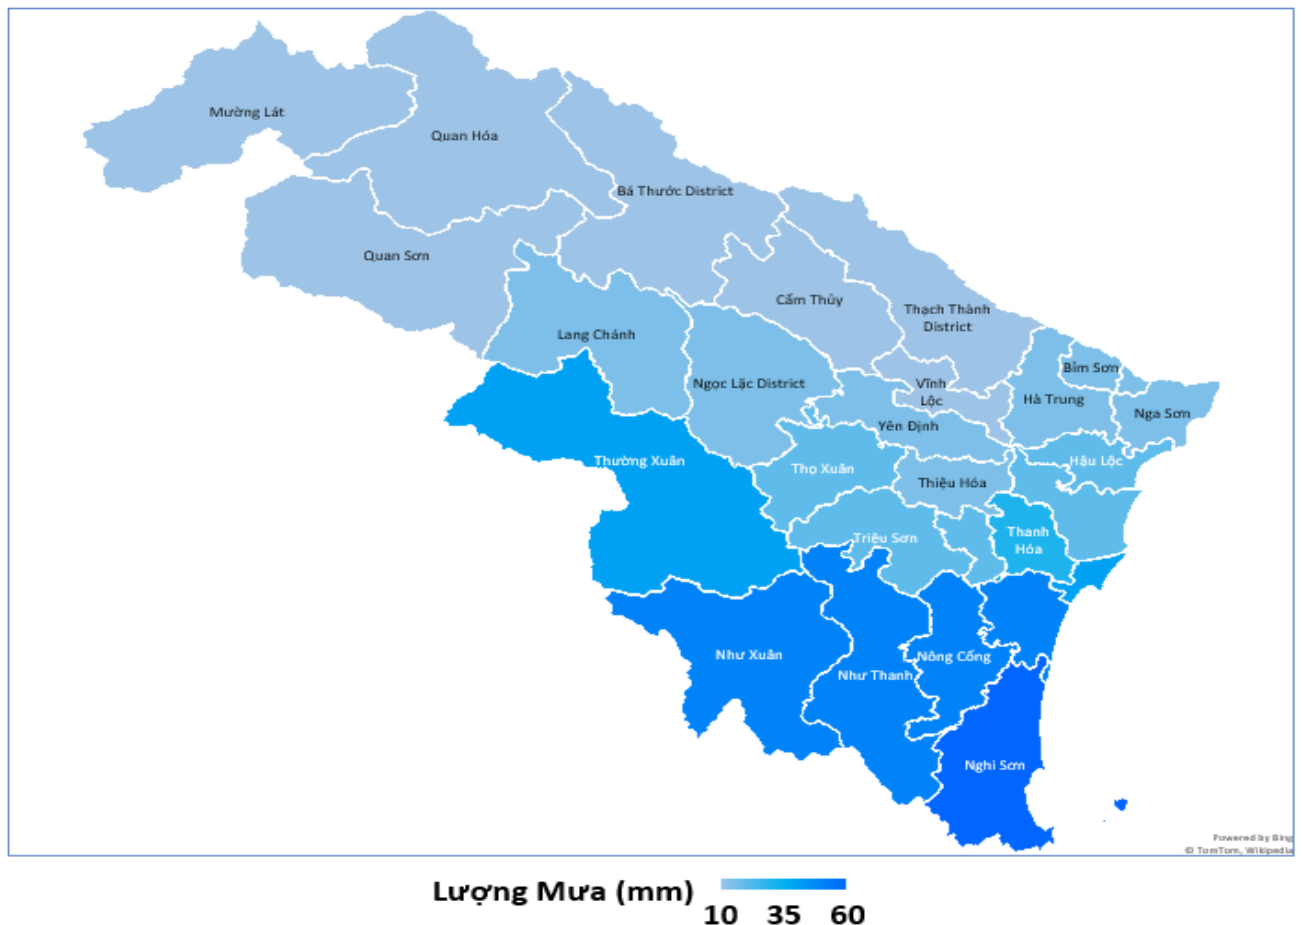 Mường Lát
Quan Hóa
Bá Thước District
Quan Sơn
Cẩm Thủy
Thạch Thành
District
Lang Chánh
Bỉm Sơn
Ngọc Lặc District
Vĩnh
Lộc
Hà Trung
Nga Sơn
Yên Định
Thường Xuân
Thọ Xuân
Hậu Lộc
Thiệu Hóa
Triệu Sơn
Thanh
Hóa
Như Xuân
Nông Cống
Như Thanh
Nghi Sơn
Powered by Bing
© TomTom, Wikipedia
Lượng Mưa (mm)
10 35 60